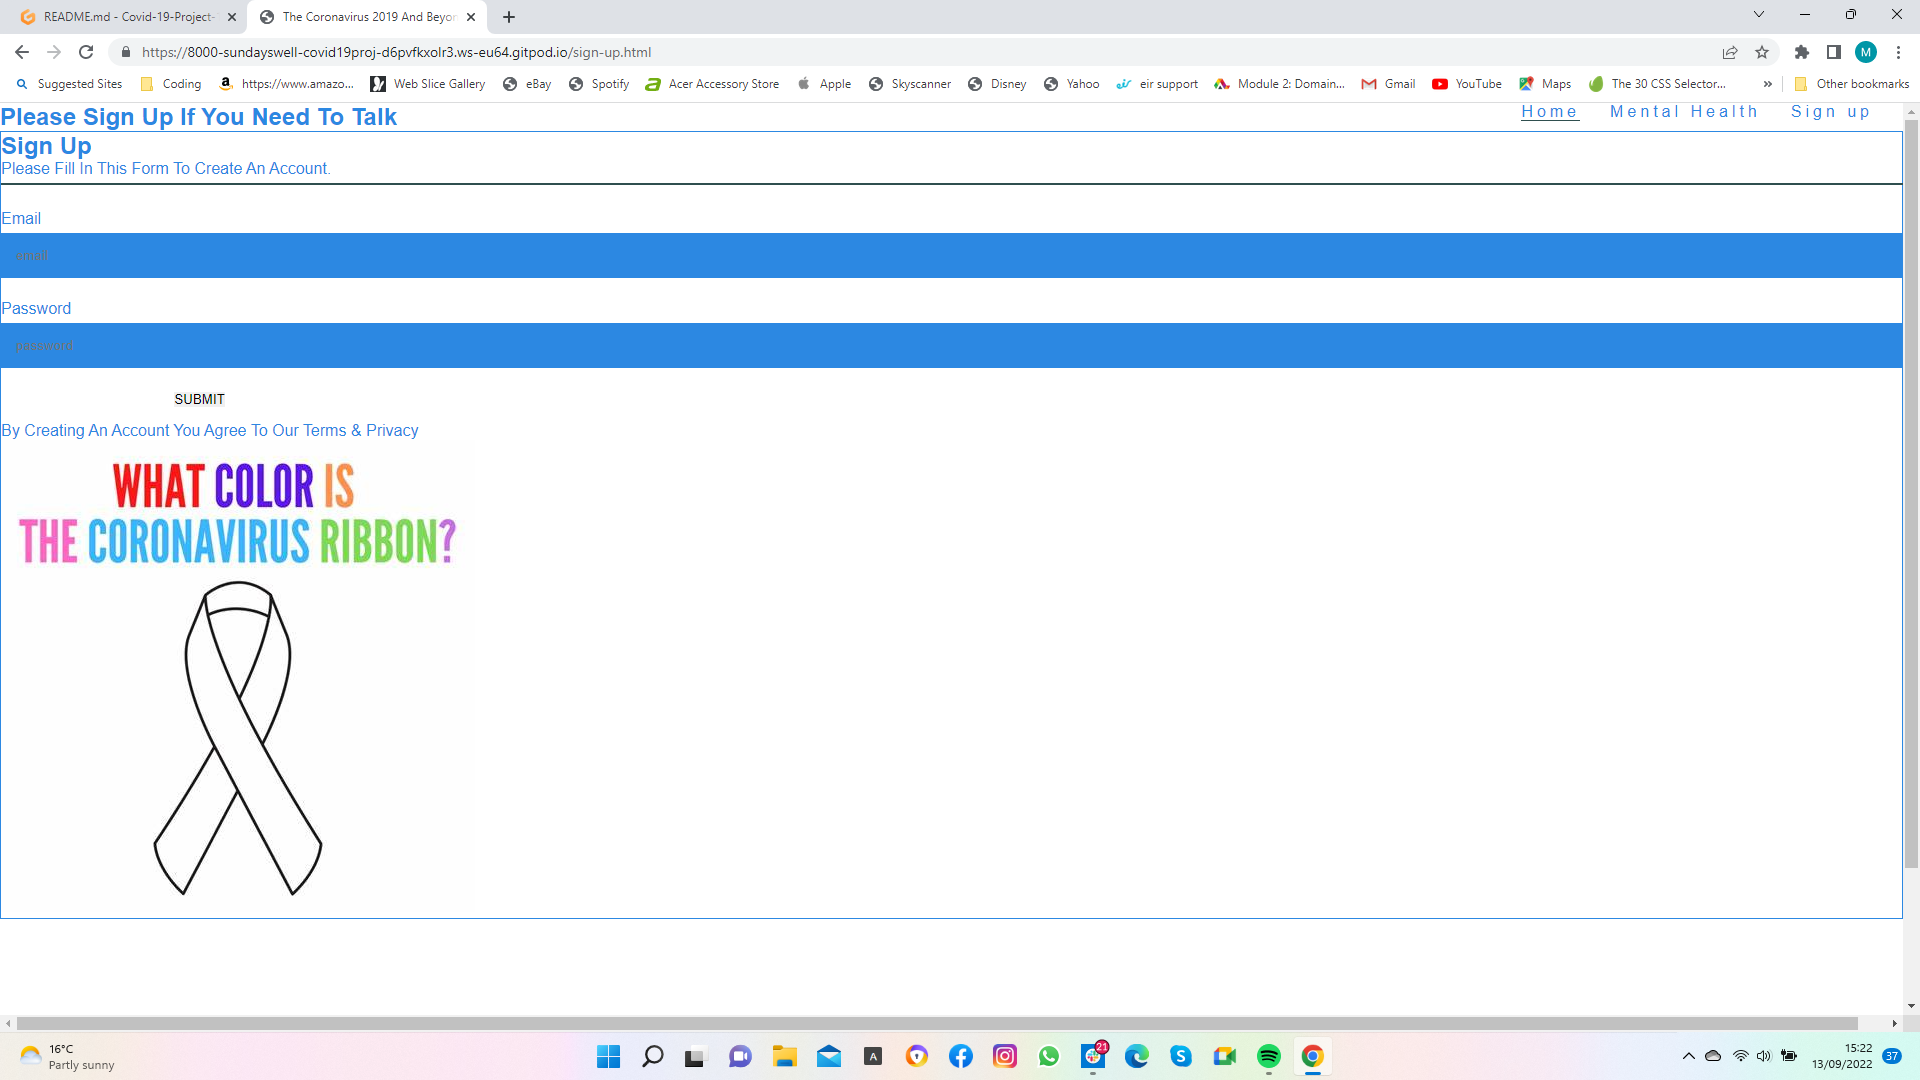 README.md - Covid-19-Project-
The Coronavirus 2019 And Beyon
https://8000-sundayswell-covid19proj-d6pvfkxolr3.ws-eu64.gitpod.io/sign-up.html
M
Suggested Sites
Coding
https://www.amazo...
Web Slice Gallery
eBay
Spotify
Acer Accessory Store
Apple
Skyscanner
Disney
Yahoo
eir support
Module 2: Domain...
Gmail
YouTube
Maps
The 30 CSS Selector...
Other bookmarks
Please Sign Up If You Need To Talk
Home
Mental Health
Sign up
Sign Up
Please Fill In This Form To Create An Account.
Email
email
Password
password
SUBMIT
By Creating An Account You Agree To Our Terms & Privacy
WHAT COLOR IS
THE CORONAVIRUS RIBBON?
16°C
Partly sunny
A
21
15:22
13/09/2022
37